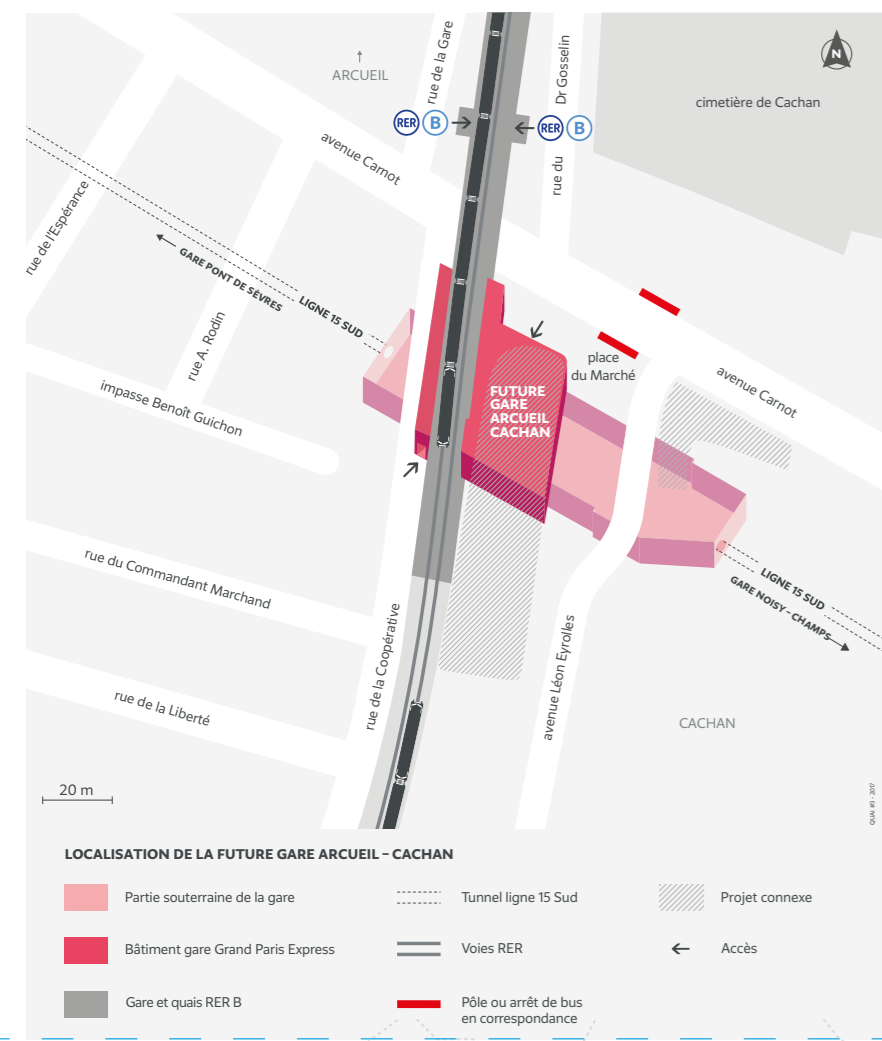 N
↑
ARCUEIL
rue de la Gare
rue du Dr Gosselin
cimetière de Cachan
RER B →
← RER B
avenue Carnot
rue de l'Espérance
GARE PONT DE SÈVRES
LIGNE 15 SUD
rue A. Rodin
place
du Marché
impasse Benoît Guichon
FUTURE
GARE
ARCUEIL
CACHAN
avenue Carnot
rue du Commandant Marchand
LIGNE 15 SUD
GARE NOISY – CHAMPS
rue de la Coopérative
avenue Léon Eyrolles
rue de la Liberté
CACHAN
20 m
QUAI #3 - 2017
LOCALISATION DE LA FUTURE GARE ARCUEIL – CACHAN
Partie souterraine de la gare
Tunnel ligne 15 Sud
Projet connexe
Bâtiment gare Grand Paris Express
Voies RER
Accès
Gare et quais RER B
Pôle ou arrêt de bus
en correspondance